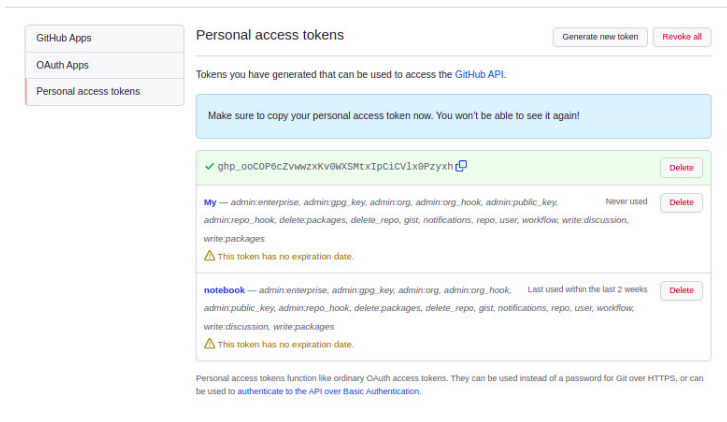 GitHub Apps
OAuth Apps
Personal access tokens
Personal access tokens
Generate new token
Revoke all
Tokens you have generated that can be used to access the GitHub API.
Make sure to copy your personal access token now. You won't be able to see it again!
Delete
My — admin:enterprise, admin:gpg_key, admin:org, admin:org_hook, admin:public_key,
Never used
Delete
admin:repo_hook, delete:packages, delete_repo, gist, notifications, repo, user, workflow, write:discussion,
write:packages
This token has no expiration date.
notebook — admin:enterprise, admin:gpg_key, admin:org, admin:org_hook,
Last used within the last 2 weeks
Delete
admin:public_key, admin:repo_hook, delete:packages, delete_repo, gist, notifications, repo, user, workflow,
write:discussion, write:packages
This token has no expiration date.
Personal access tokens function like ordinary OAuth access tokens. They can be used instead of a password for Git over HTTPS, or can
be used to authenticate to the API over Basic Authentication.